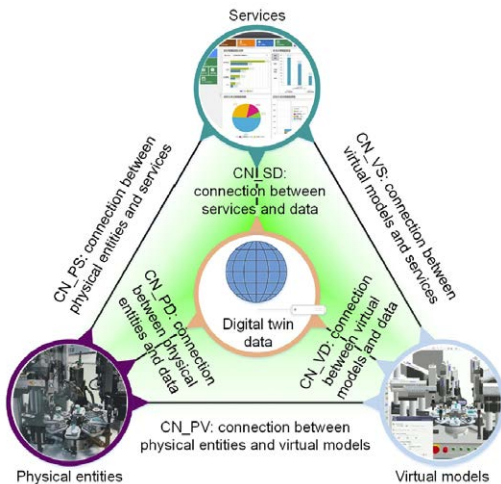 Services
CN_SD:
connection between
services and data
CN_PS: connection between
physical entities and services
CN_VS: connection between
virtual models and services
CN_PD: connection
between physical
entities and data
Digital twin
data
CN_VD: connection
between virtual
models and data
CN_PV: connection between
physical entities and virtual models
Physical entities
Virtual models